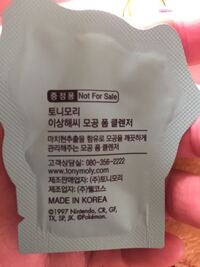 증정용 Not For Sale
토니모리
이상해씨 모공 폼 클렌저
마치현추출물 함유로 모공을 깨끗하게
관리해주는 모공 폼 클렌저
고객상담실: 080-356-2222
www.tonymoly.com
제조판매업자: (주)토니모리
제조업자: (주)웰코스
MADE IN KOREA
©1997 Nintendo, CR, GF,
TX, SP, JK. ©Pokémon.